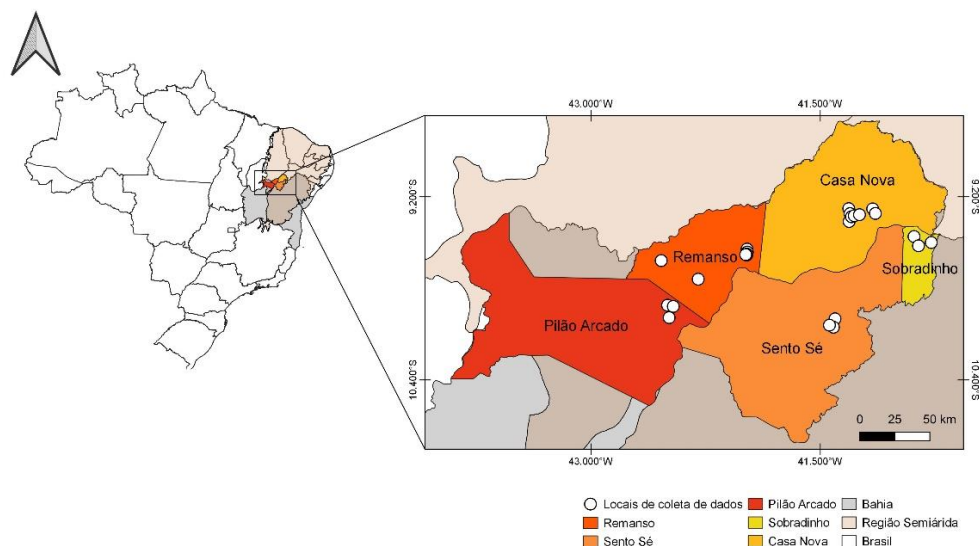 43.000°W 41.500°W
9.200°S 9.200°S
Casa Nova
Remanso
Sobradinho
Pilão Arcado
Sento Sé
10.400°S 10.400°S
0 25 50 km
43.000°W 41.500°W
Locais de coleta de dados Pilão Arcado Bahia
Remanso Sobradinho Região Semiárida
Sento Sé Casa Nova Brasil